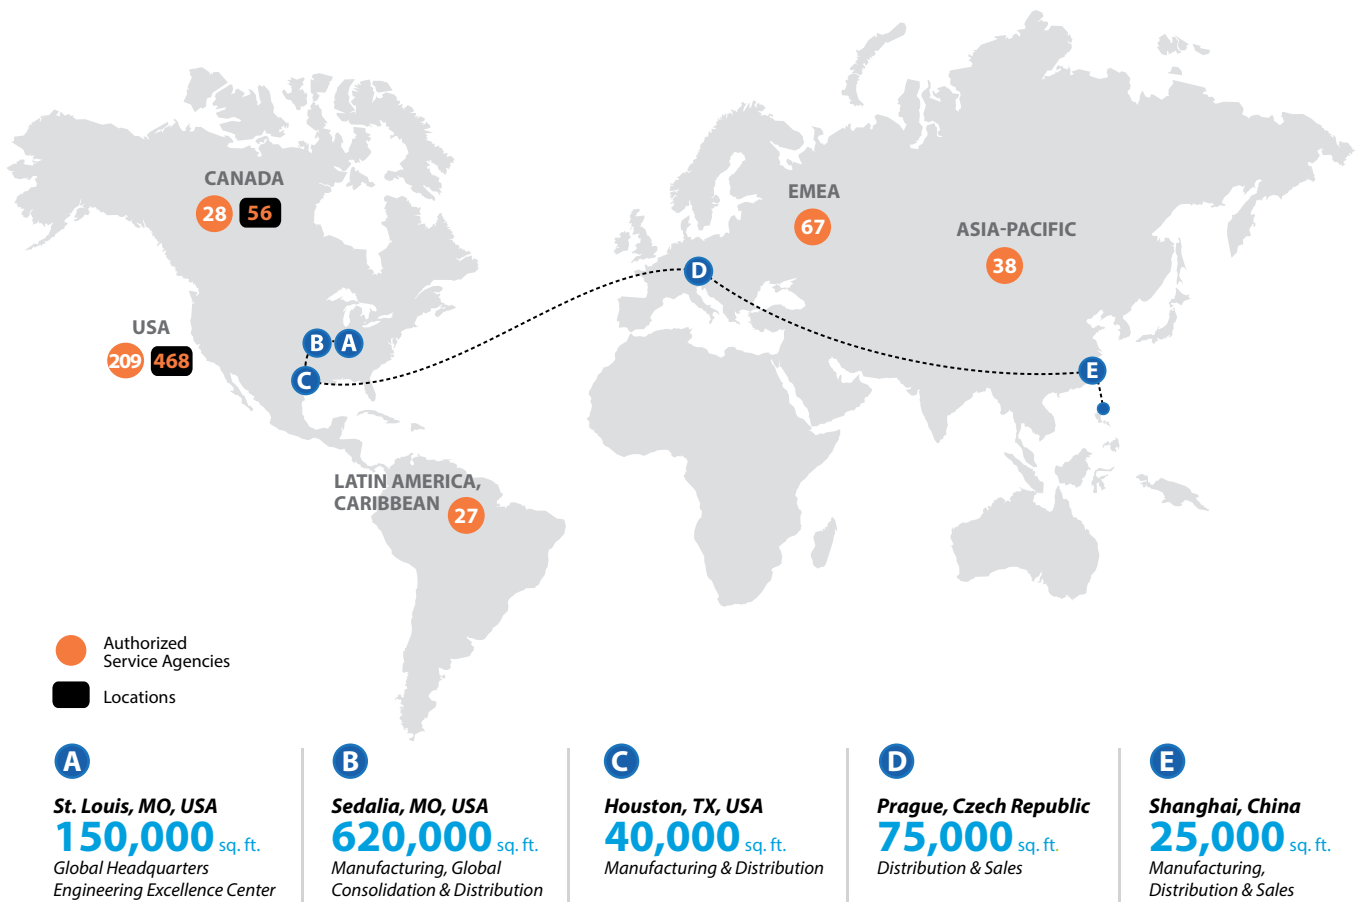 CANADA
28 56
EMEA
67
ASIA-PACIFIC
38
USA
209 468
B A
C
D
E
LATIN AMERICA,
CARIBBEAN
27
Authorized
Service Agencies
Locations
A
St. Louis, MO, USA
150,000 sq. ft.
Global Headquarters
Engineering Excellence Center
B
Sedalia, MO, USA
620,000 sq. ft.
Manufacturing, Global
Consolidation & Distribution
C
Houston, TX, USA
40,000 sq. ft.
Manufacturing & Distribution
D
Prague, Czech Republic
75,000 sq. ft.
Distribution & Sales
E
Shanghai, China
25,000 sq. ft.
Manufacturing,
Distribution & Sales